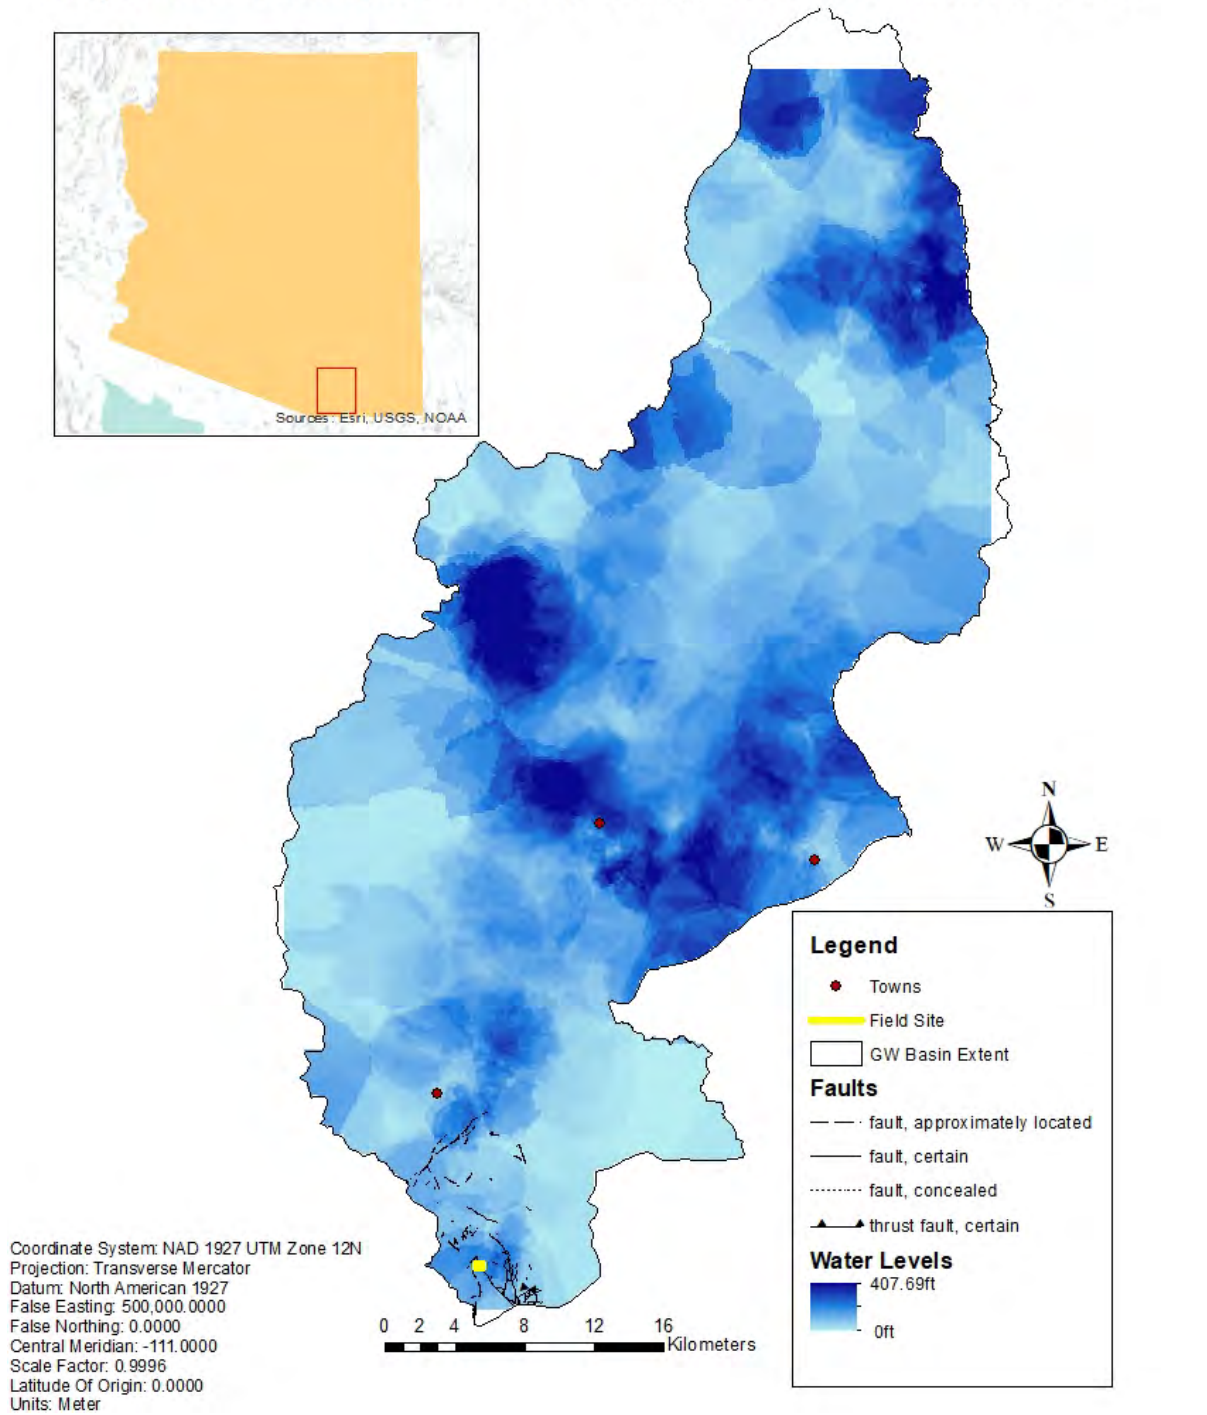 Sources: Esri, USGS, NOAA
N
W E
S
Legend
Towns
Field Site
GW Basin Extent
Faults
fault, approximately located
fault, certain
fault, concealed
thrust fault, certain
Water Levels
407.69ft
0ft
Coordinate System: NAD 1927 UTM Zone 12N
Projection: Transverse Mercator
Datum: North American 1927
False Easting: 500,000.0000
False Northing: 0.0000
Central Meridian: -111.0000
Scale Factor: 0.9996
Latitude Of Origin: 0.0000
Units: Meter
0 2 4 8 12 16
Kilometers